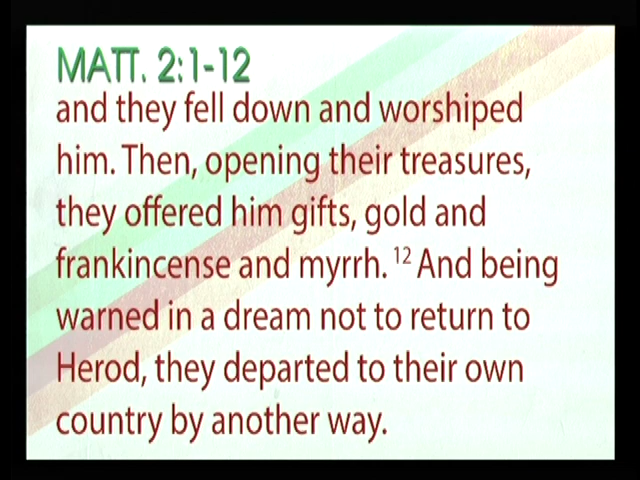 MATT. 2:1-12
and they fell down and worshiped
him. Then, opening their treasures,
they offered him gifts, gold and
frankincense and myrrh. 12 And being
warned in a dream not to return to
Herod, they departed to their own
country by another way.